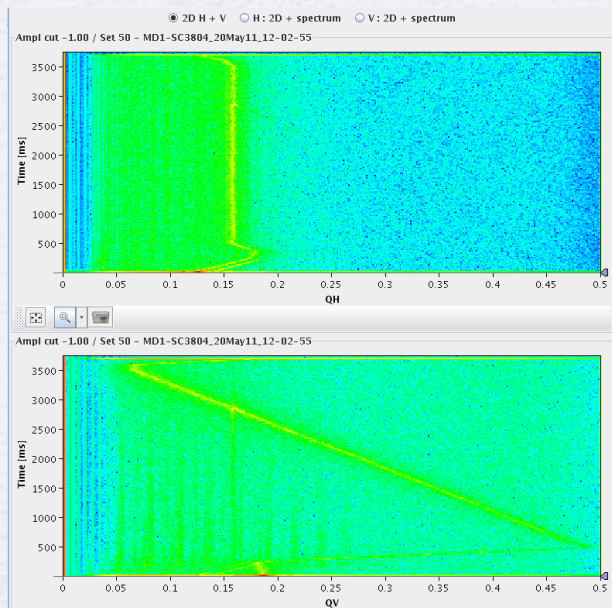 2D H + V H : 2D + spectrum V : 2D + spectrum
Ampl cut -1.00 / Set 50 - MD1-SC3804_20May11_12-02-55
Time [ms]
3500
3000
2500
2000
1500
1000
500
0 0.05 0.1 0.15 0.2 0.25 0.3 0.35 0.4 0.45 0.5
QH
Ampl cut -1.00 / Set 50 - MD1-SC3804_20May11_12-02-55
Time [ms]
3500
3000
2500
2000
1500
1000
500
0 0.05 0.1 0.15 0.2 0.25 0.3 0.35 0.4 0.45 0.5
QV